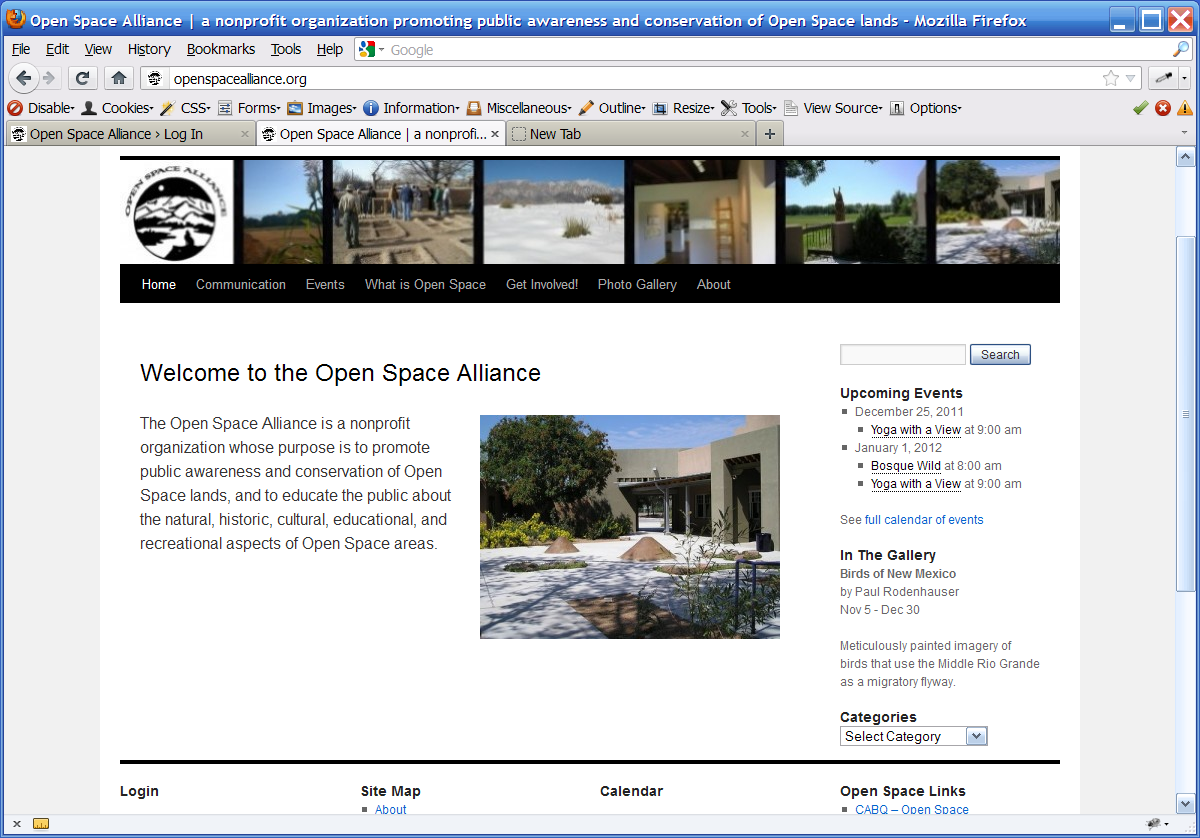 Open Space Alliance | a nonprofit organization promoting public awareness and conservation of Open Space lands - Mozilla Firefox
File Edit View History Bookmarks Tools Help Google
openspacealliance.org
Disable Cookies CSS Forms Images Information Miscellaneous Outline Resize Tools View Source Options
Open Space Alliance › Log In Open Space Alliance | a nonprofi... New Tab
OPEN SPACE ALLIANCE
Home Communication Events What is Open Space Get Involved! Photo Gallery About
Welcome to the Open Space Alliance
The Open Space Alliance is a nonprofit
organization whose purpose is to promote
public awareness and conservation of Open
Space lands, and to educate the public about
the natural, historic, cultural, educational, and
recreational aspects of Open Space areas.
Search
Upcoming Events
December 25, 2011
Yoga with a View at 9:00 am
January 1, 2012
Bosque Wild at 8:00 am
Yoga with a View at 9:00 am
See full calendar of events
In The Gallery
Birds of New Mexico
by Paul Rodenhauser
Nov 5 - Dec 30
Meticulously painted imagery of
birds that use the Middle Rio Grande
as a migratory flyway.
Categories
Select Category
Login Site Map Calendar Open Space Links
About CABQ – Open Space